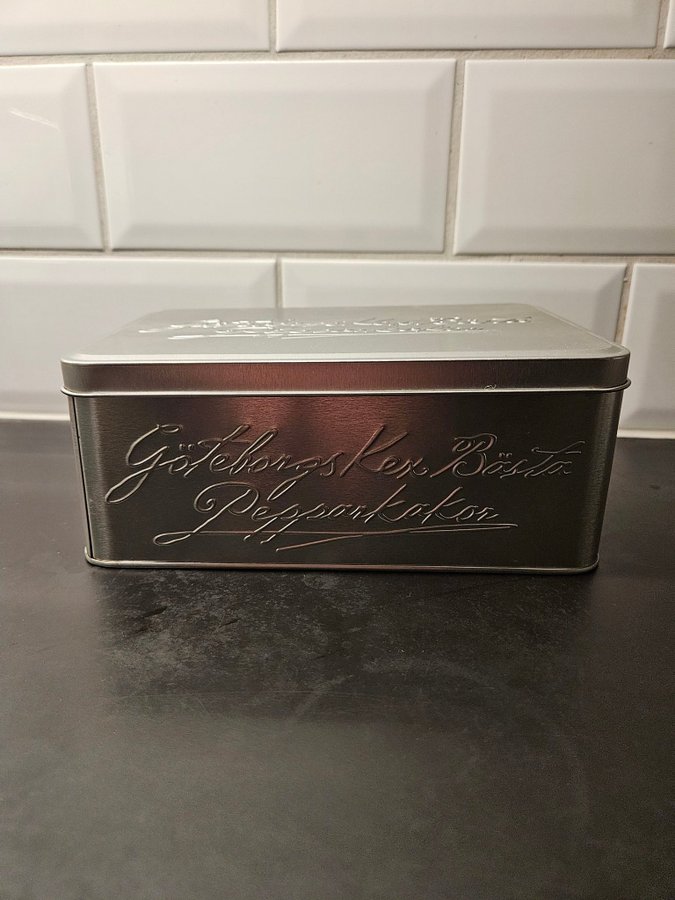 Göteborgs Kex Bästa
Pepparkakor